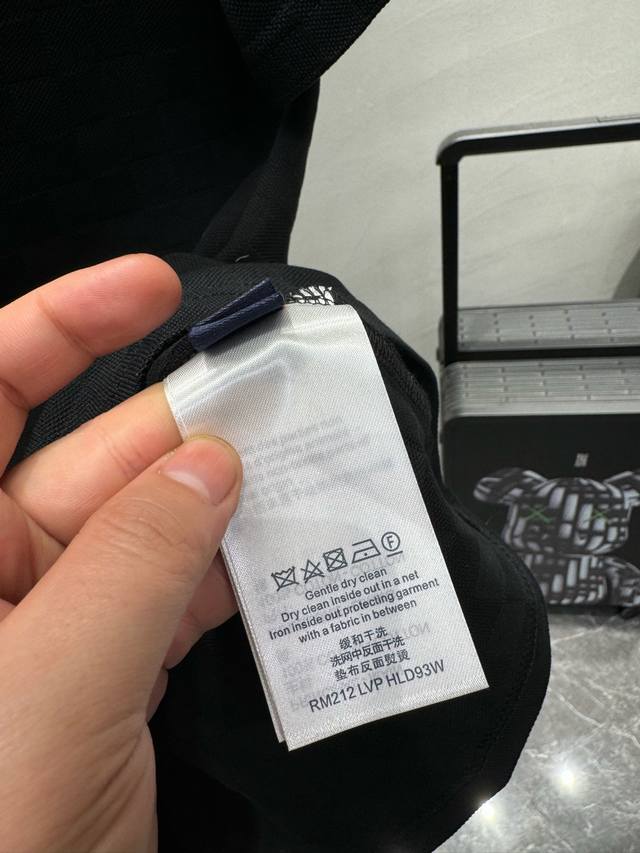 Gentle dry clean
Dry clean inside out in a net
Iron inside out protecting garment
with a fabric in between
缓和干洗
洗网中反面干洗
垫布反面熨烫
RM212 LVP HLD93W